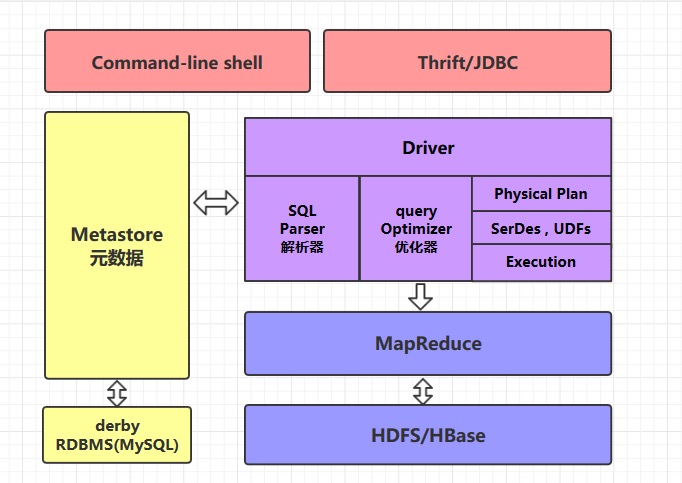 Command-line shell
Thrift/JDBC
Metastore
元数据
Driver
SQL
Parser
解析器
query
Optimizer
优化器
Physical Plan
SerDes , UDFs
Execution
MapReduce
derby
RDBMS(MySQL)
HDFS/HBase